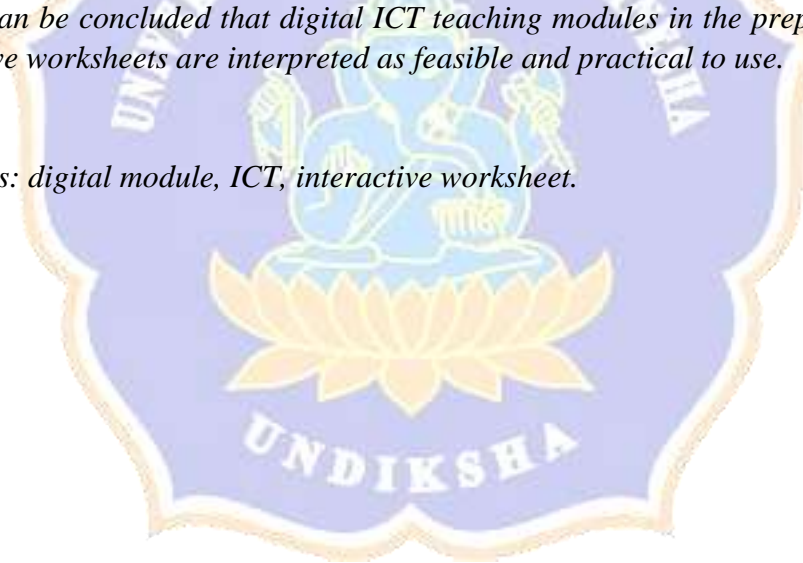 an be concluded that digital ICT teaching modules in the prep
ve worksheets are interpreted as feasible and practical to use.
s: digital module, ICT, interactive worksheet.
UNDIKSHA